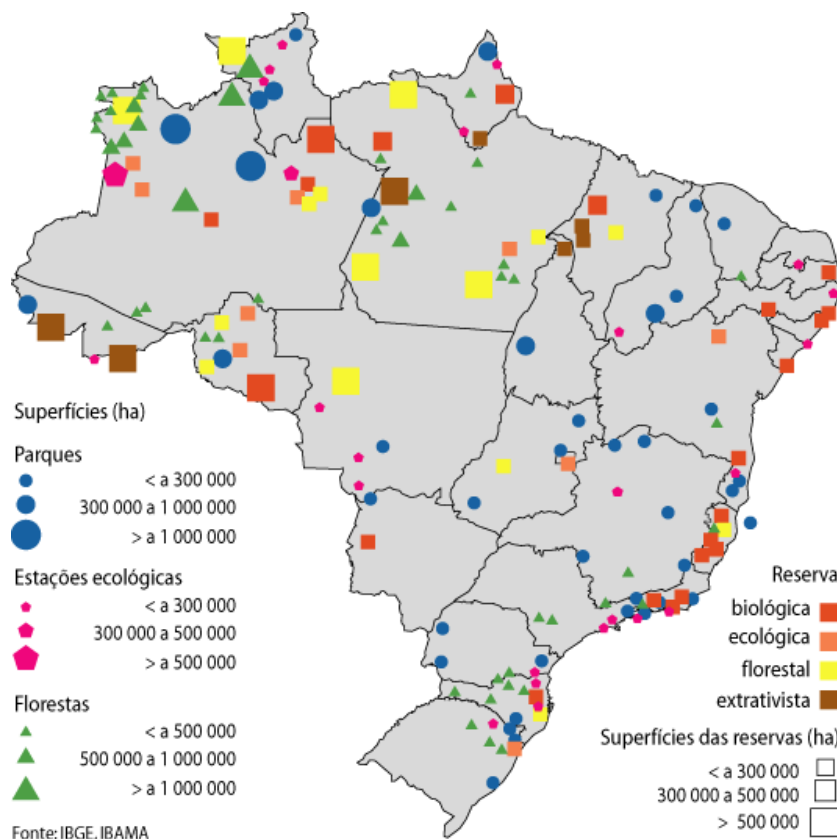 Superfícies (ha)
Parques
< a 300 000
300 000 a 1 000 000
> a 1 000 000
Estações ecológicas
< a 300 000
300 000 a 500 000
> a 500 000
Florestas
< a 500 000
500 000 a 1 000 000
> a 1 000 000
Fonte: IBGE, IBAMA
Reserva
biológica
ecológica
florestal
extrativista
Superfícies das reservas (ha)
< a 300 000
300 000 a 500 000
> 500 000